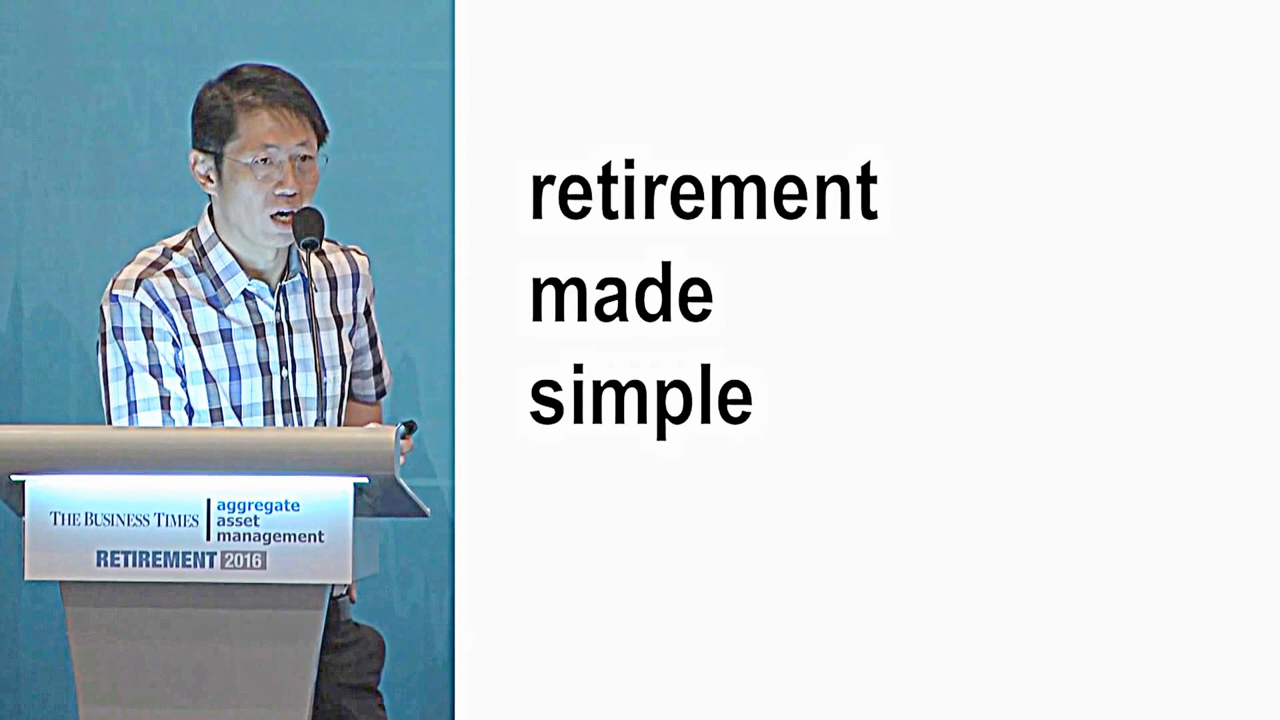 retirement
made
simple
THE BUSINESS TIMES
aggregate
asset
management
RETIREMENT 2016